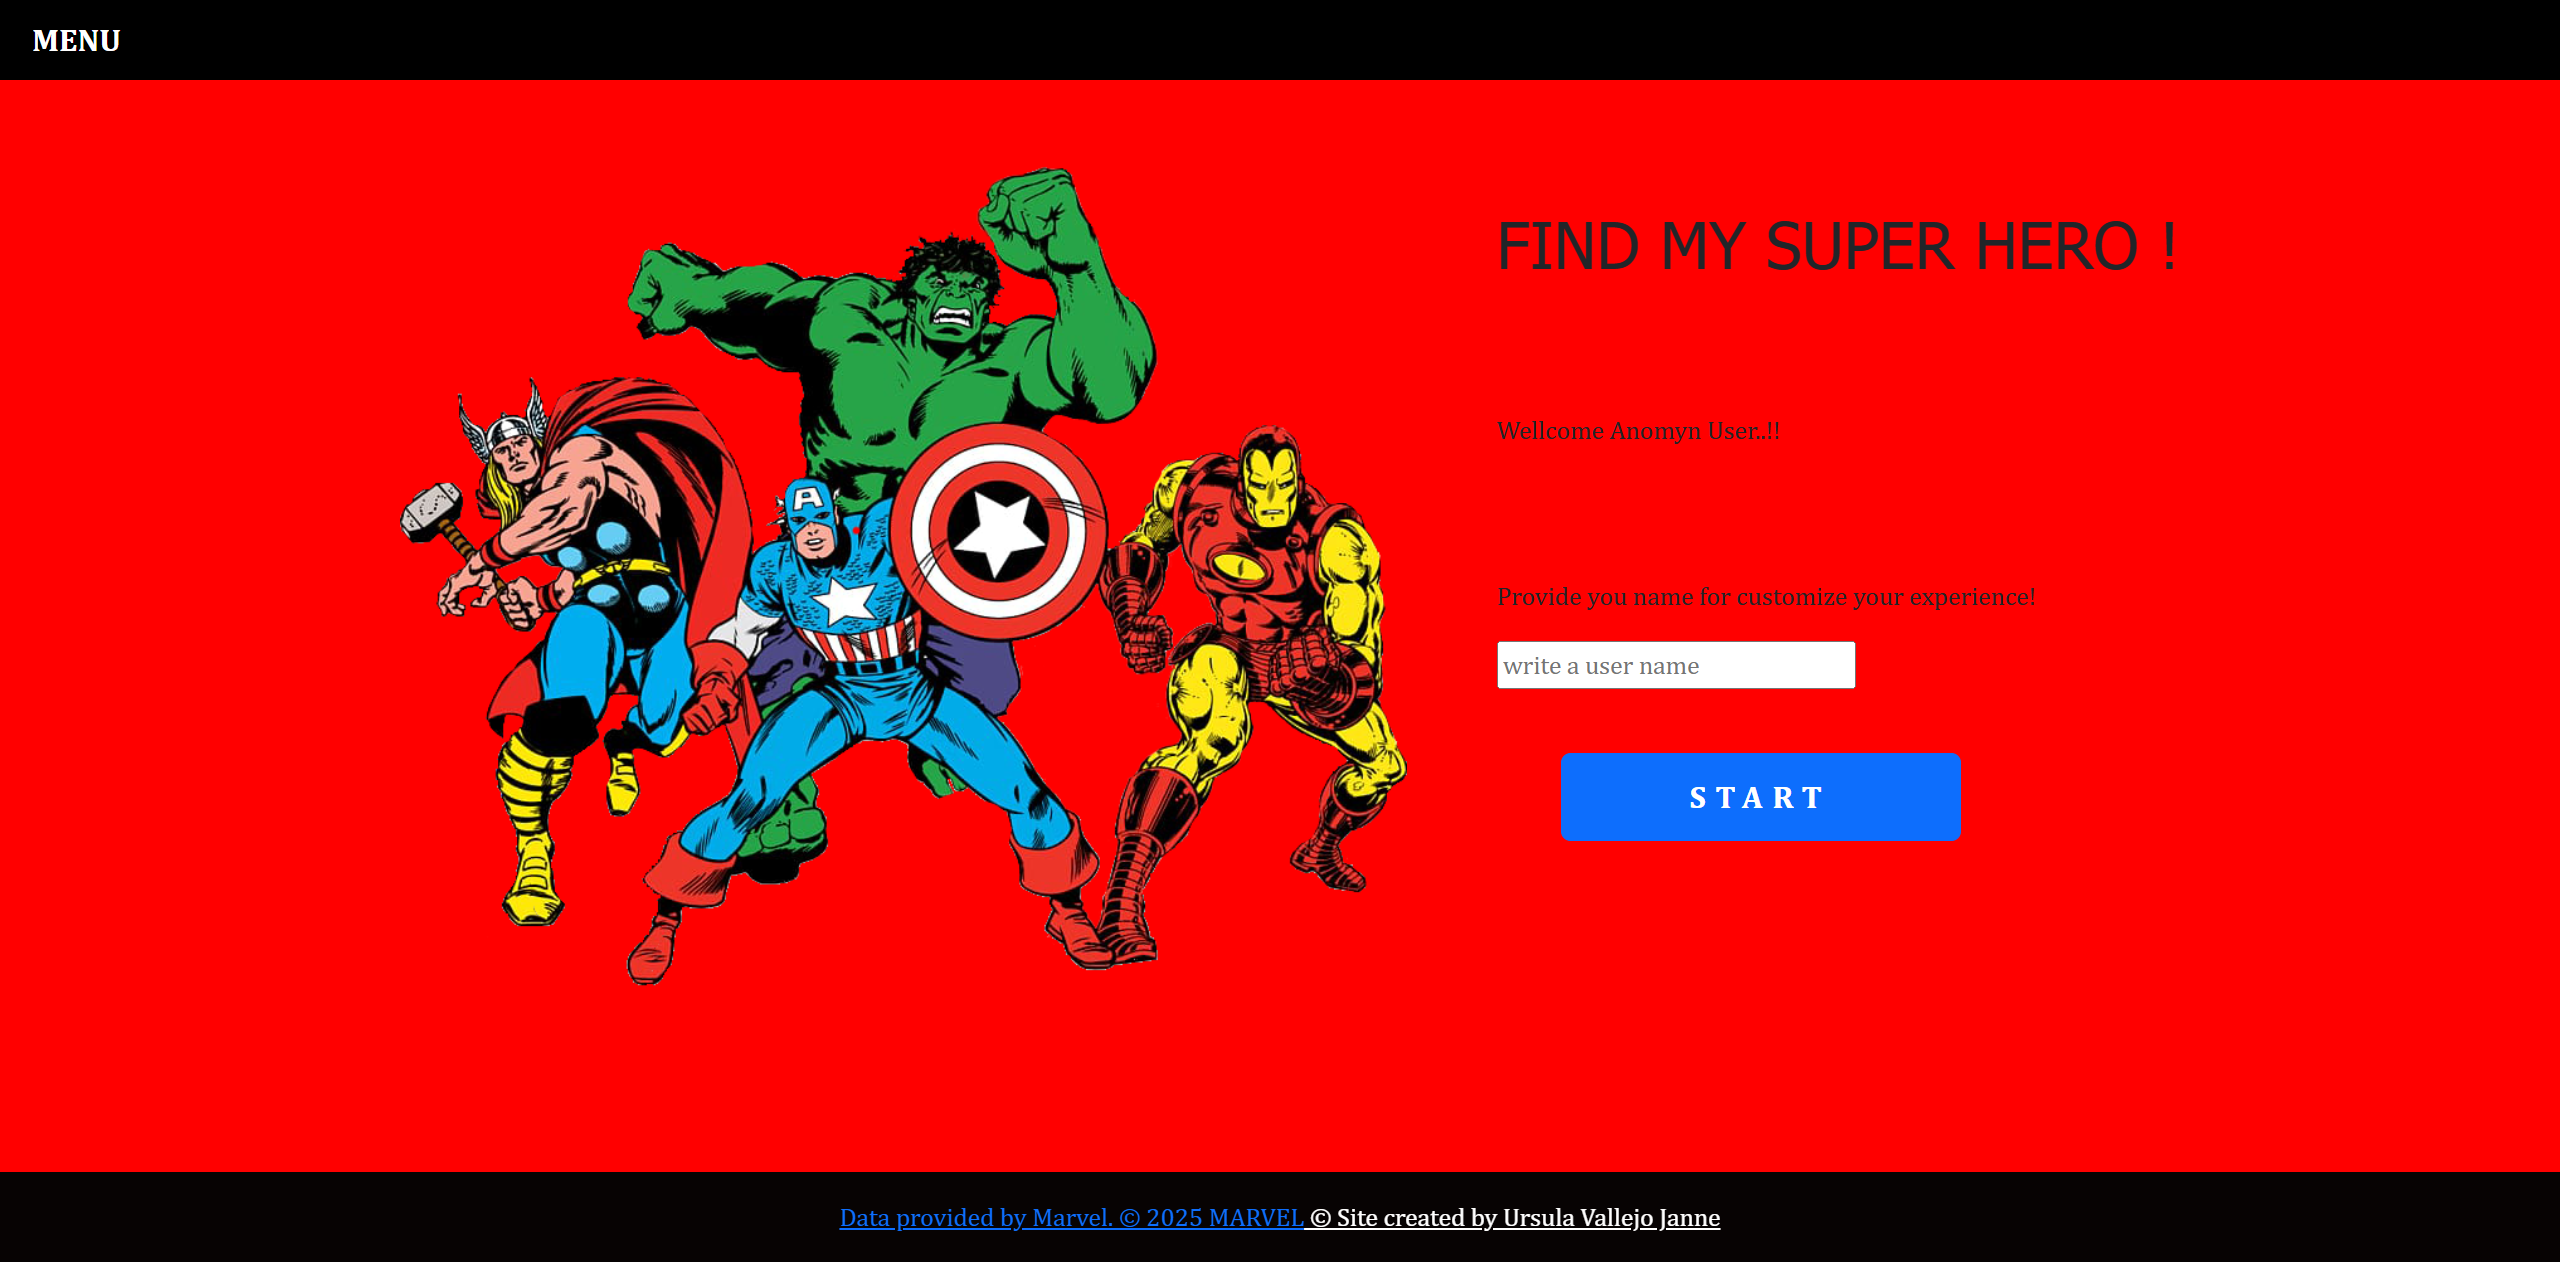 MENU
FIND MY SUPER HERO !
Wellcome Anomyn User..!!
A
Provide you name for customize your experience!
write a user name
START
Data provided by Marvel. © 2025 MARVEL © Site created by Ursula Vallejo Janne